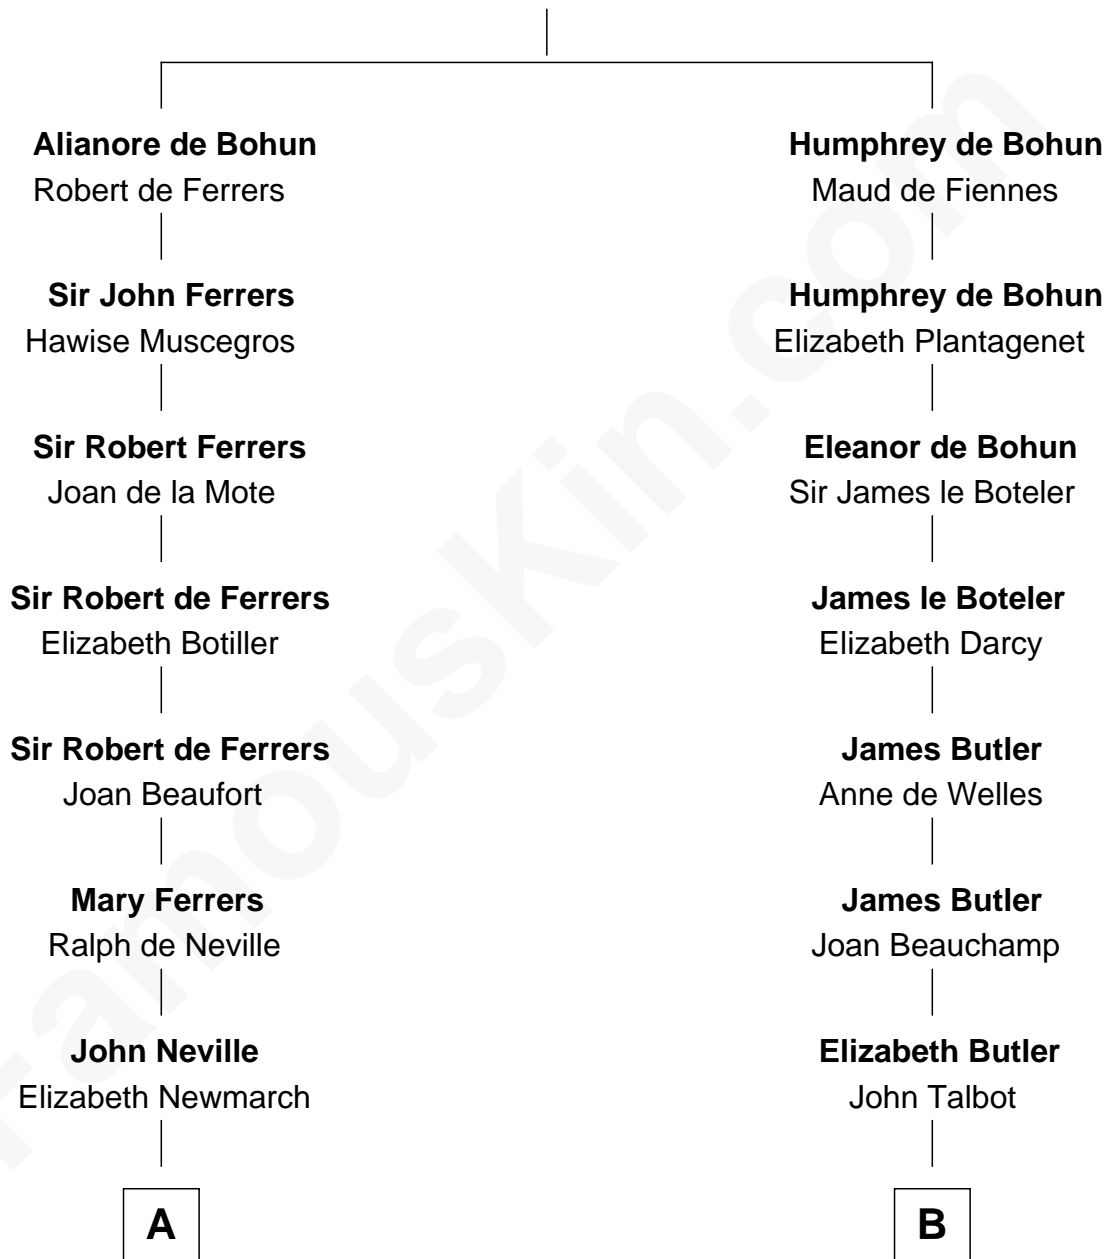 Alianore de Bohun
Robert de Ferrers
Humphrey de Bohun
Maud de Fiennes
Sir John Ferrers
Hawise Muscegros
Humphrey de Bohun
Elizabeth Plantagenet
Sir Robert Ferrers
Joan de la Mote
Eleanor de Bohun
Sir James le Boteler
Sir Robert de Ferrers
Elizabeth Botiller
James le Boteler
Elizabeth Darcy
Sir Robert de Ferrers
Joan Beaufort
James Butler
Anne de Welles
Mary Ferrers
Ralph de Neville
James Butler
Joan Beauchamp
John Neville
Elizabeth Newmarch
Elizabeth Butler
John Talbot
A
B
FamousKin.com